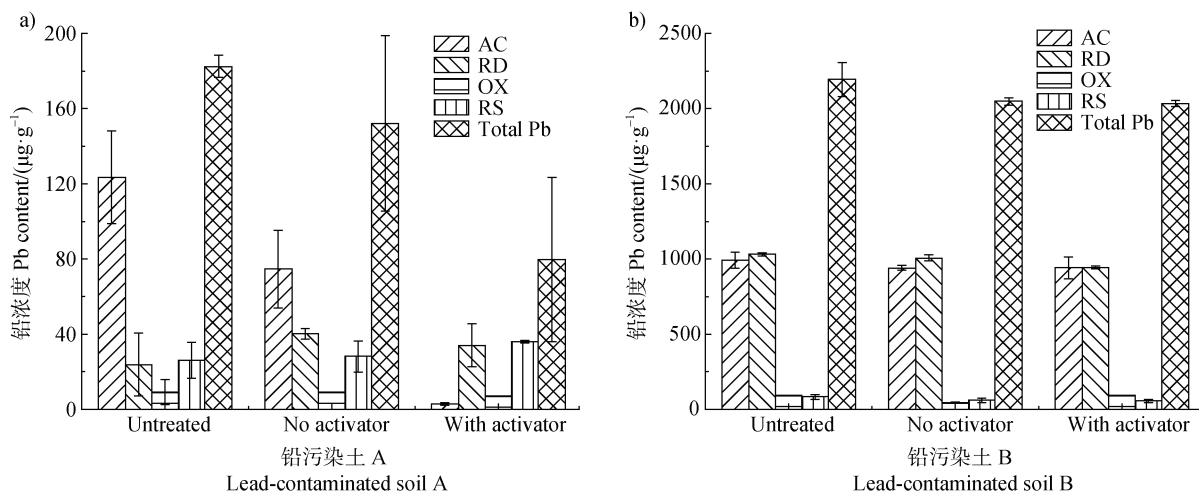 a)
铅浓度 Pb content/(μg·g⁻¹)
200
160
120
80
40
0
AC
RD
OX
RS
Total Pb
Untreated
No activator
With activator
铅污染土 A
Lead-contaminated soil A
b)
铅浓度 Pb content/(μg·g⁻¹)
2500
2000
1500
1000
500
0
AC
RD
OX
RS
Total Pb
Untreated
No activator
With activator
铅污染土 B
Lead-contaminated soil B